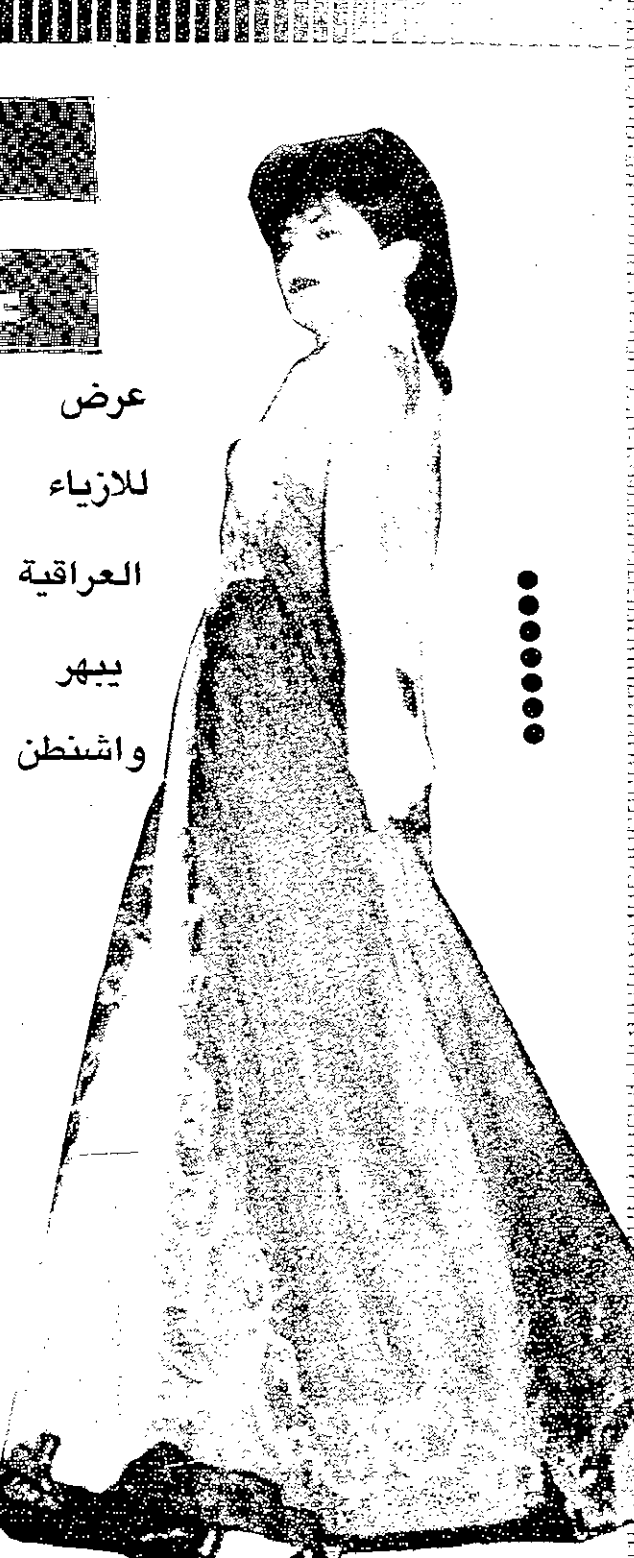 عرض
للازياء
العراقية
يبهر
واشنطن